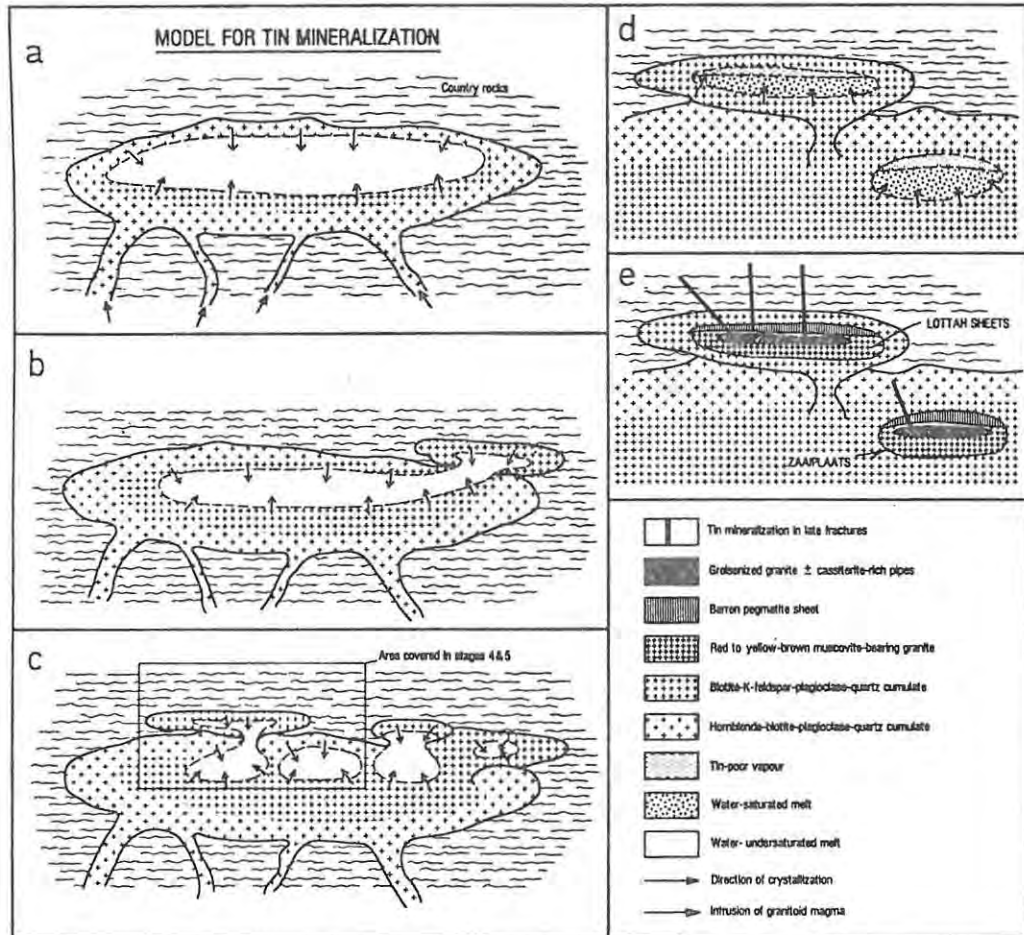 a
MODEL FOR TIN MINERALIZATION
Country rocks
b
c
Area covered in stages 4&5
d
e
LOTTAH SHEETS
ZAAIPLAATS
Tin mineralization in late fractures
Greisenized granite ± cassiterite-rich pipes
Barren pegmatite sheet
Red to yellow-brown muscovite-bearing granite
Biotite-K-feldspar-plagioclase-quartz cumulate
Hornblende-biotite-plagioclase-quartz cumulate
Tin-poor vapour
Water-saturated melt
Water- undersaturated melt
Direction of crystallization
Intrusion of granitoid magma